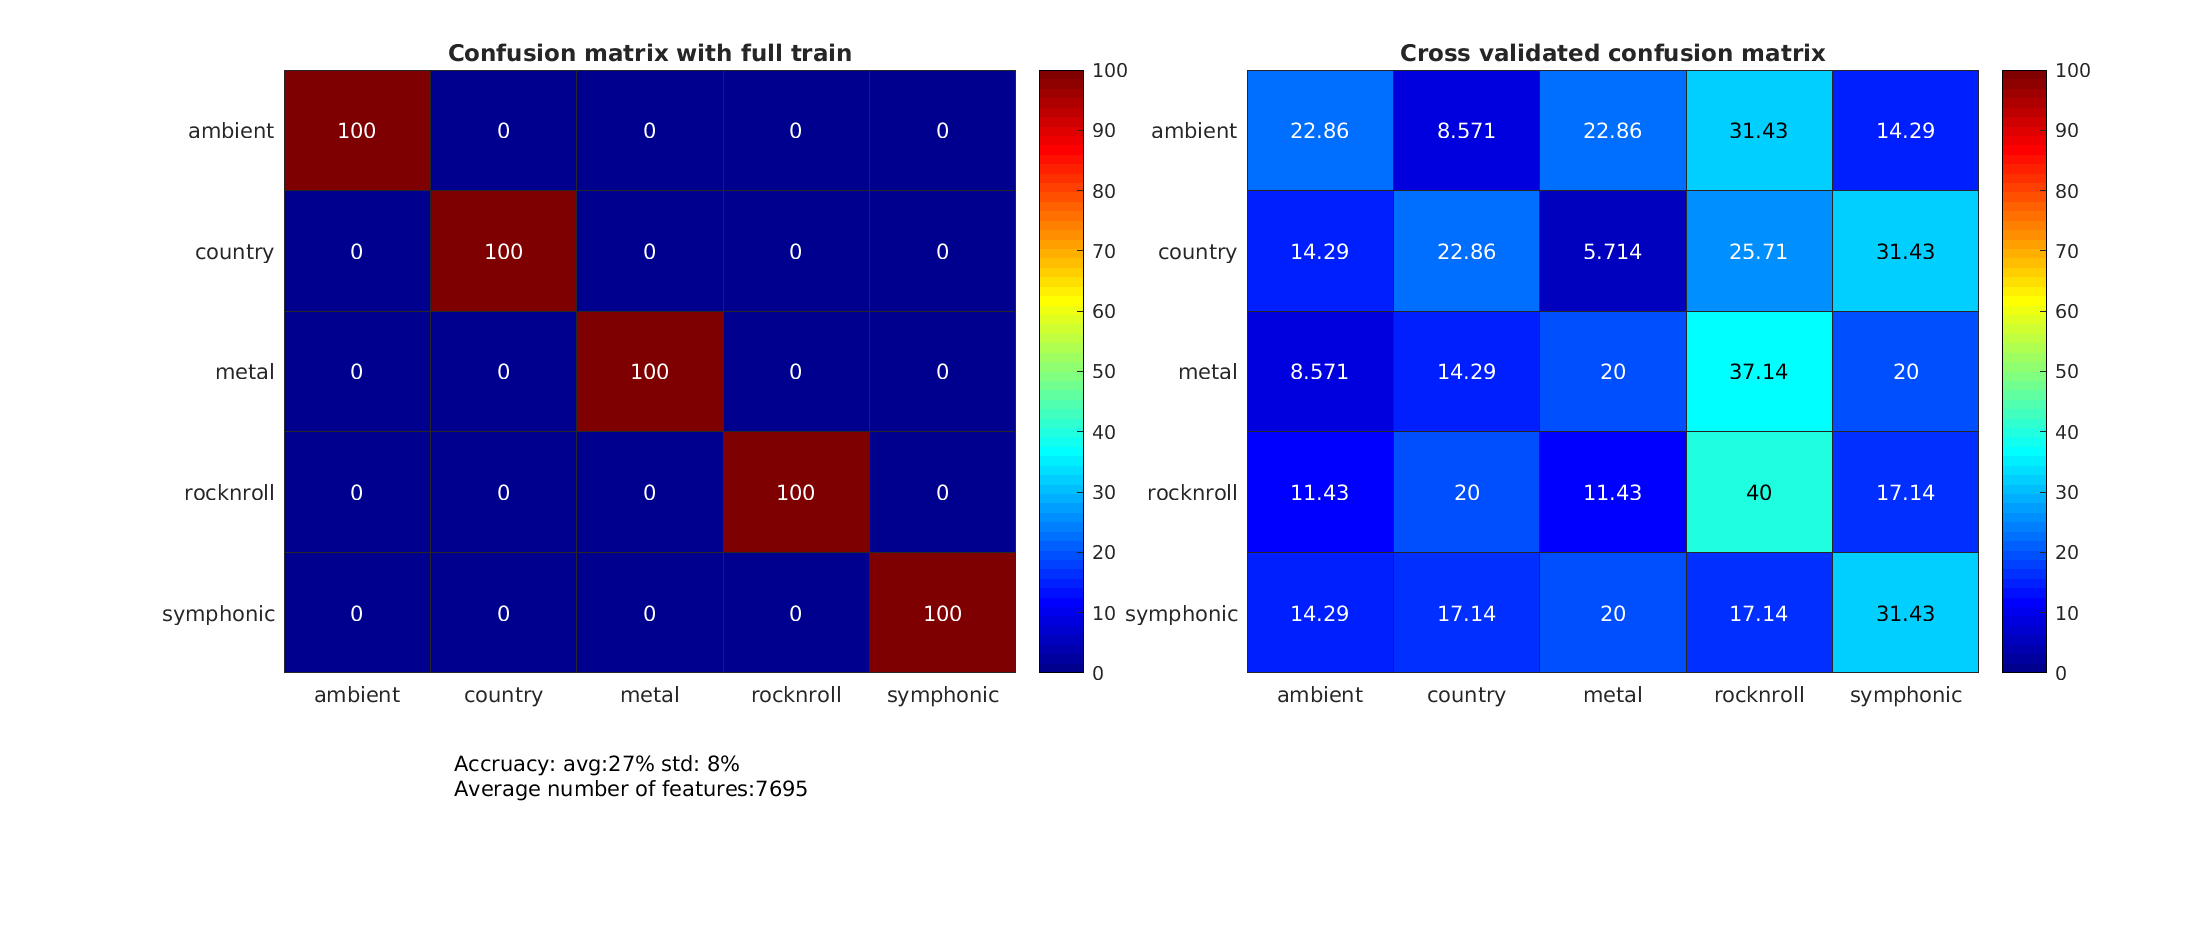 Confusion matrix with full train
ambient 100 0 0 0 0
country 0 100 0 0 0
metal 0 0 100 0 0
rocknroll 0 0 0 100 0
symphonic 0 0 0 0 100
ambient country metal rocknroll symphonic
100
90
80
70
60
50
40
30
20
10
0
Cross validated confusion matrix
ambient 22.86 8.571 22.86 31.43 14.29
country 14.29 22.86 5.714 25.71 31.43
metal 8.571 14.29 20 37.14 20
rocknroll 11.43 20 11.43 40 17.14
symphonic 14.29 17.14 20 17.14 31.43
ambient country metal rocknroll symphonic
100
90
80
70
60
50
40
30
20
10
0
Accruacy: avg:27% std: 8%
Average number of features:7695